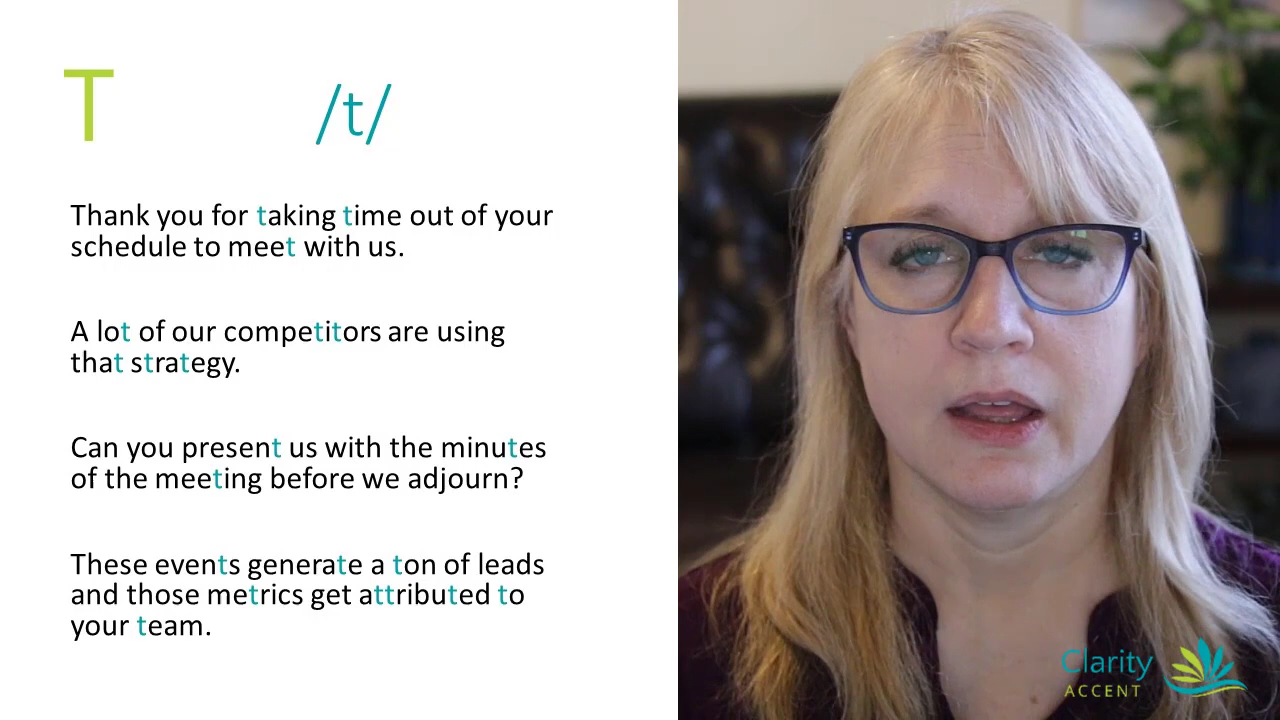 T /t/
Thank you for taking time out of your
schedule to meet with us.
A lot of our competitors are using
that strategy.
Can you present us with the minutes
of the meeting before we adjourn?
These events generate a ton of leads
and those metrics get attributed to
your team.
Clarity
ACCENT